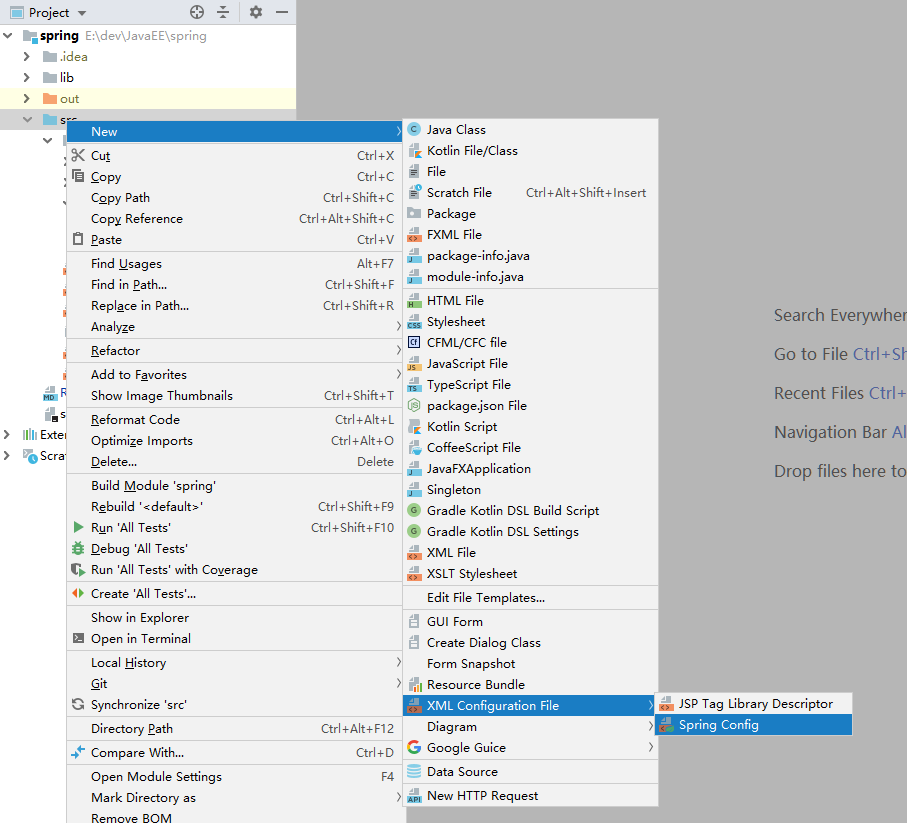 Project
spring E:\dev\JavaEE\spring
.idea
lib
out
src
New
Cut Ctrl+X
Copy Ctrl+C
Copy Path Ctrl+Shift+C
Copy Reference Ctrl+Alt+Shift+C
Paste Ctrl+V
Find Usages Alt+F7
Find in Path... Ctrl+Shift+F
Replace in Path... Ctrl+Shift+R
Analyze
Refactor
Add to Favorites
Show Image Thumbnails Ctrl+Shift+T
Reformat Code Ctrl+Alt+L
Optimize Imports Ctrl+Alt+O
Delete... Delete
Build Module 'spring'
Rebuild '<default>' Ctrl+Shift+F9
Run 'All Tests' Ctrl+Shift+F10
Debug 'All Tests'
Run 'All Tests' with Coverage
Create 'All Tests'...
Show in Explorer
Open in Terminal
Local History
Git
Synchronize 'src'
Directory Path Ctrl+Alt+F12
Compare With... Ctrl+D
Open Module Settings F4
Mark Directory as
Remove BOM
Java Class
Kotlin File/Class
File
Scratch File Ctrl+Alt+Shift+Insert
Package
FXML File
package-info.java
module-info.java
HTML File
Stylesheet
CFML/CFC file
JavaScript File
TypeScript File
package.json File
Kotlin Script
CoffeeScript File
JavaFXApplication
Singleton
Gradle Kotlin DSL Build Script
Gradle Kotlin DSL Settings
XML File
XSLT Stylesheet
Edit File Templates...
GUI Form
Create Dialog Class
Form Snapshot
Resource Bundle
XML Configuration File
Diagram
Google Guice
Data Source
New HTTP Request
JSP Tag Library Descriptor
Spring Config
Search Everywher
Go to File Ctrl+Sh
Recent Files Ctrl+
Navigation Bar Al
Drop files here to
R
s
Exter
Scrat